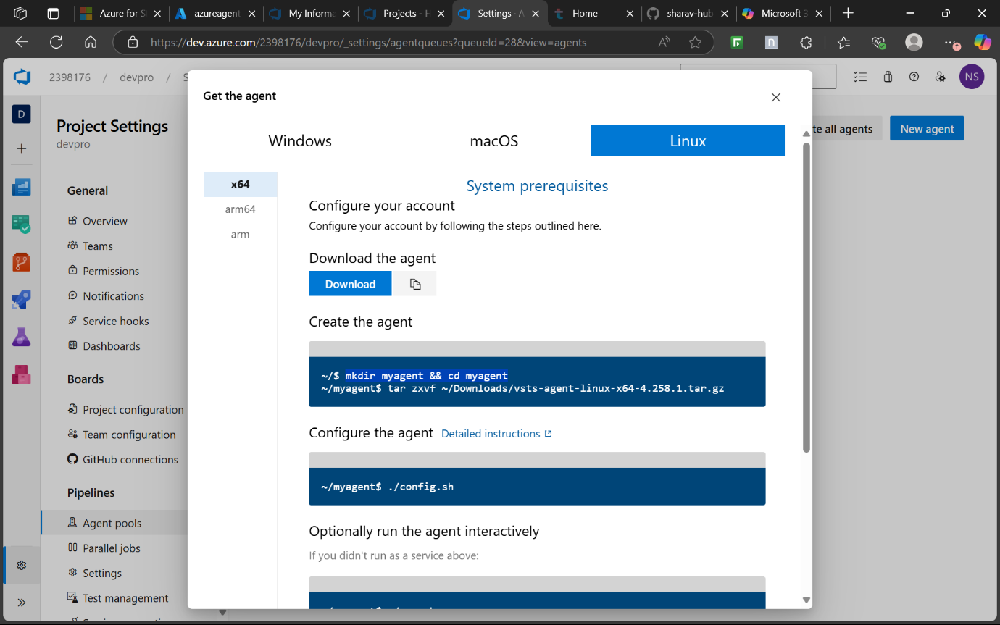 Azure for S
azureagent
My Informa
Projects - H
Settings · A
Home
sharav-hub
Microsoft 3
https://dev.azure.com/2398176/devpro/_settings/agentqueues?queueId=28&view=agents
2398176 / devpro / S
NS
D
Project Settings
devpro
te all agents
New agent
General
Overview
Teams
Permissions
Notifications
Service hooks
Dashboards
Boards
Project configuration
Team configuration
GitHub connections
Pipelines
Agent pools
Parallel jobs
Settings
Test management
Get the agent
Windows
macOS
Linux
x64
arm64
arm
System prerequisites
Configure your account
Configure your account by following the steps outlined here.
Download the agent
Download
Create the agent
~/$ mkdir myagent && cd myagent
~/myagent$ tar zxvf ~/Downloads/vsts-agent-linux-x64-4.258.1.tar.gz
Configure the agent Detailed instructions
~/myagent$ ./config.sh
Optionally run the agent interactively
If you didn't run as a service above: